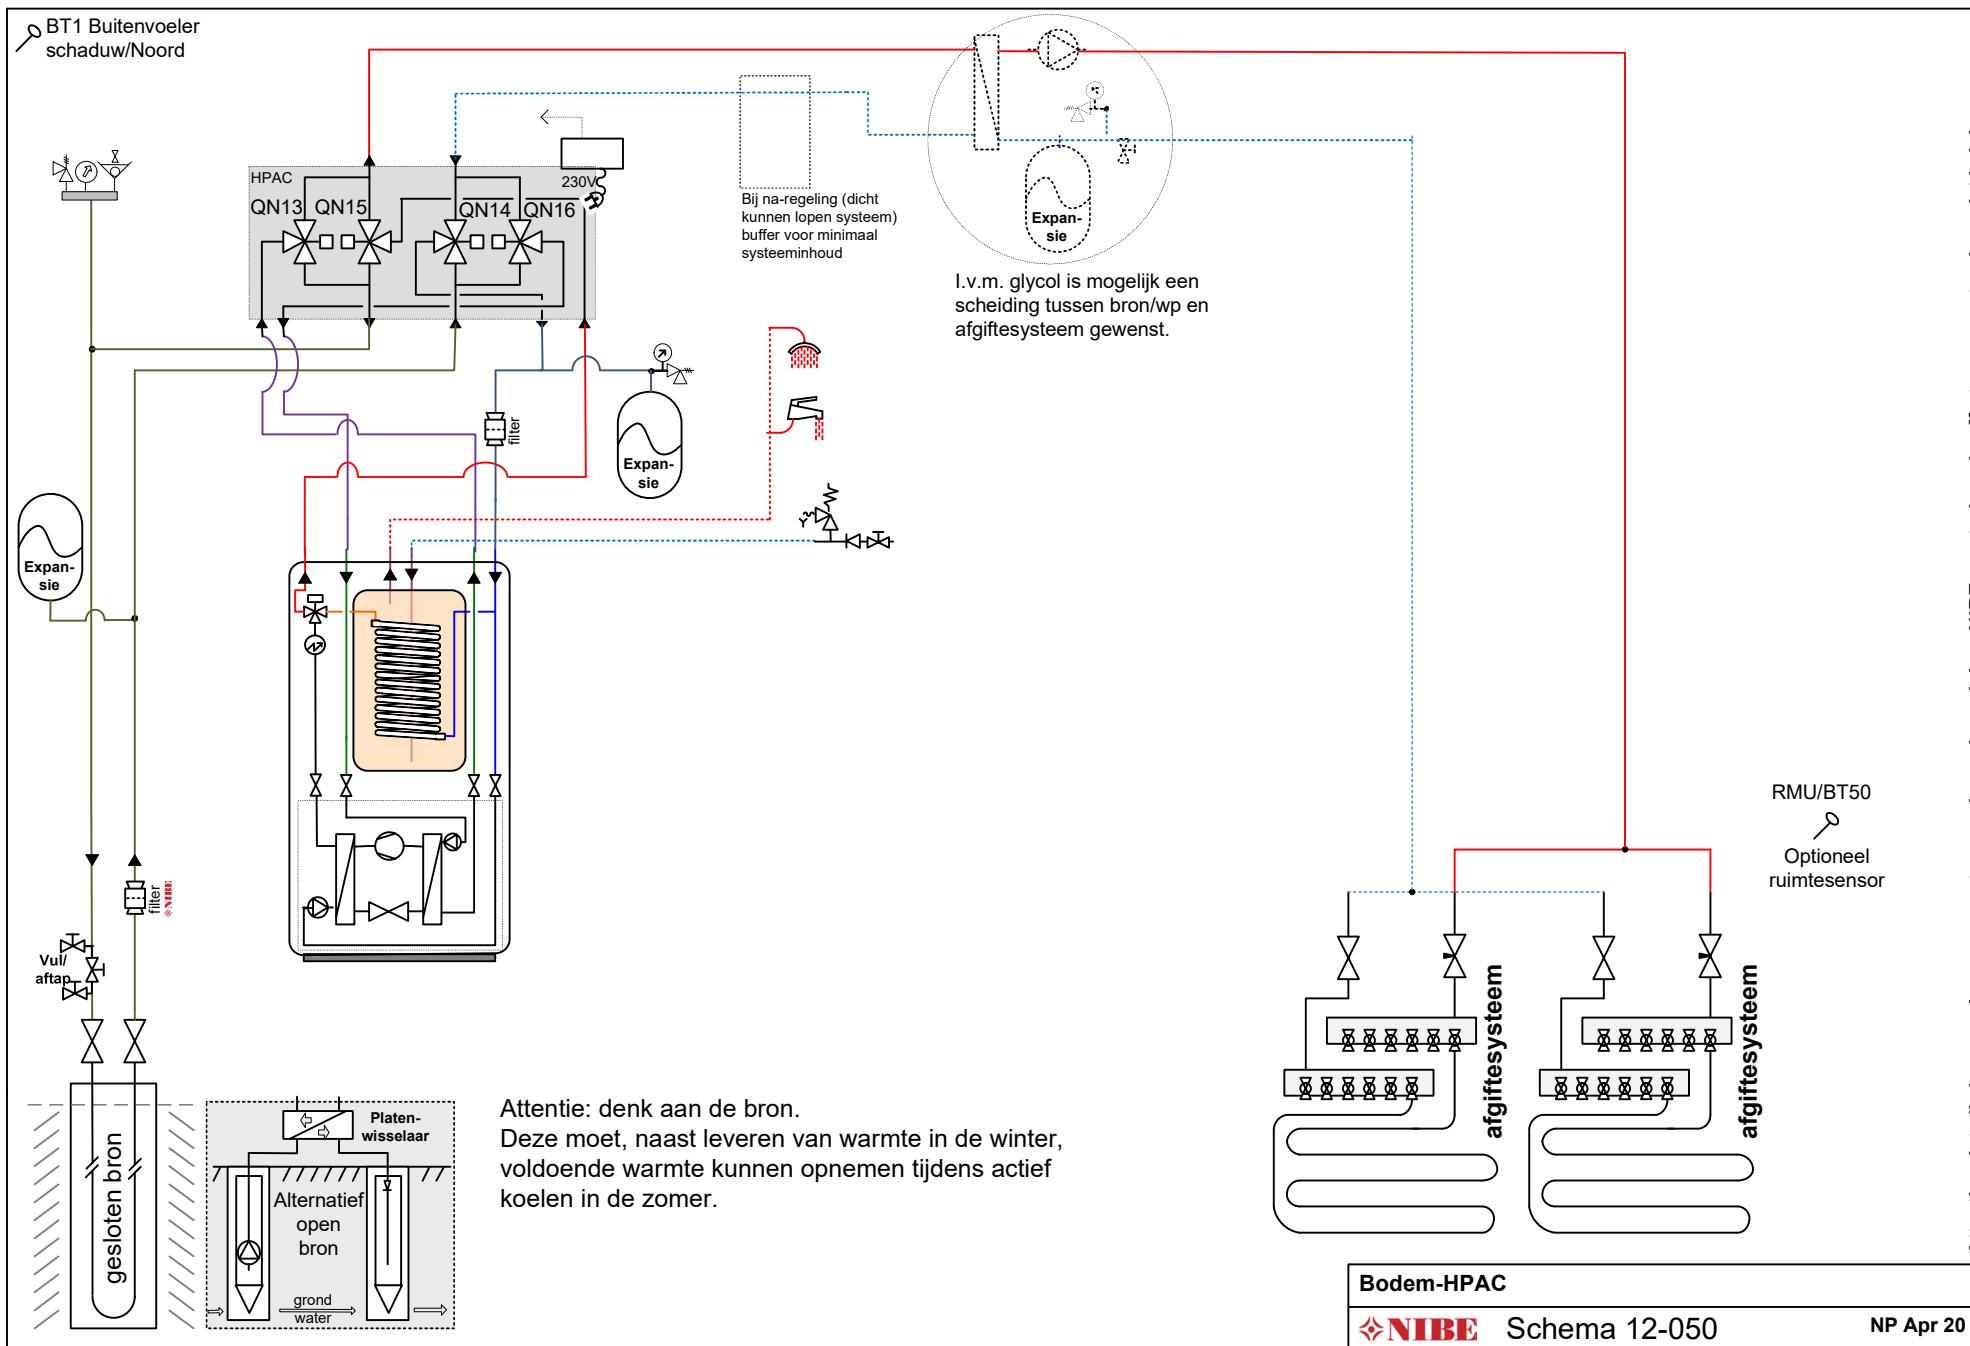 BT1 Buitenvoeler
schaduw/Noord
HPAC
230V
QN13
QN15
QN14
QN16
Bij na-regeling (dicht
kunnen lopen systeem)
buffer voor minimaal
systeeminhoud
Expan-
sie
I.v.m. glycol is mogelijk een
scheiding tussen bron/wp en
afgiftesysteem gewenst.
filter
Expan-
sie
Expan-
sie
filter
NIBE
Vul/
aftap
RMU/BT50
Optioneel
ruimtesensor
afgiftesysteem
afgiftesysteem
gesloten bron
Platen-
wisselaar
Alternatief
open
bron
grond
water
Attentie: denk aan de bron.
Deze moet, naast leveren van warmte in de winter,
voldoende warmte kunnen opnemen tijdens actief
koelen in de zomer.
Bodem-HPAC
NIBE Schema 12-050 NP Apr 20